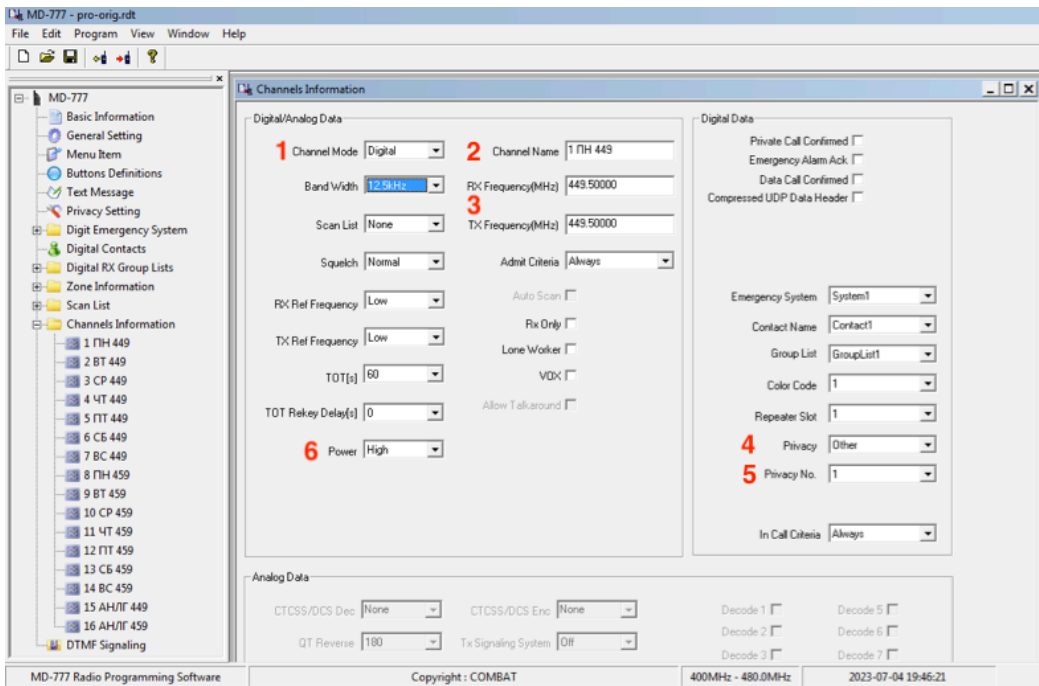 MD-777 - pro-orig.rdt
File Edit Program View Window Help
MD-777
Basic Information
General Setting
Menu Item
Buttons Definitions
Text Message
Privacy Setting
Digit Emergency System
Digital Contacts
Digital RX Group Lists
Zone Information
Scan List
Channels Information
1 ПН 449
2 ВТ 449
3 СР 449
4 ЧТ 449
5 ПТ 449
6 СБ 449
7 ВС 449
8 ПН 459
9 ВТ 459
10 СР 459
11 ЧТ 459
12 ПТ 459
13 СБ 459
14 ВС 459
15 АНЛГ 449
16 АНЛГ 459
DTMF Signaling
Channels Information
Digital/Analog Data
1 Channel Mode Digital
2 Channel Name 1 ПН 449
Band Width 12.5kHz
RX Frequency(MHz) 449.50000
3
Scan List None
TX Frequency(MHz) 449.50000
Squelch Normal
Admit Criteria Always
RX Ref Frequency Low
Auto Scan
Rx Only
TX Ref Frequency Low
Lone Worker
TOT[s] 60
VOX
TOT Rekey Delay[s] 0
Allow Talkaround
6 Power High
Digital Data
Private Call Confirmed
Emergency Alarm Ack
Data Call Confirmed
Compressed UDP Data Header
Emergency System System1
Contact Name Contact1
Group List GroupList1
Color Code 1
Repeater Slot 1
4 Privacy Other
5 Privacy No. 1
In Call Criteria Always
Analog Data
CTCSS/DCS Dec None
CTCSS/DCS Enc None
Decode 1
Decode 5
QT Reverse 180
Tx Signaling System Off
Decode 2
Decode 6
Decode 3
Decode 7
MD-777 Radio Programming Software
Copyright : COMBAT
400MHz - 480.0MHz
2023-07-04 19:46:21